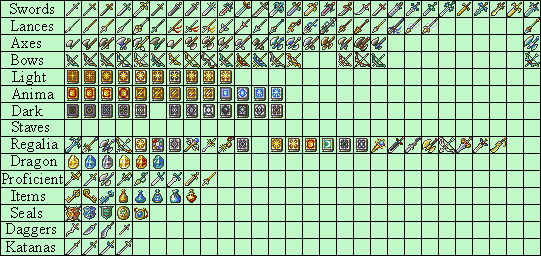 Swords
Lances
Axes
Bows
Light
Anima
Dark
Staves
Regalia
Dragon
Proficient
Items
Seals
Daggers
Katanas